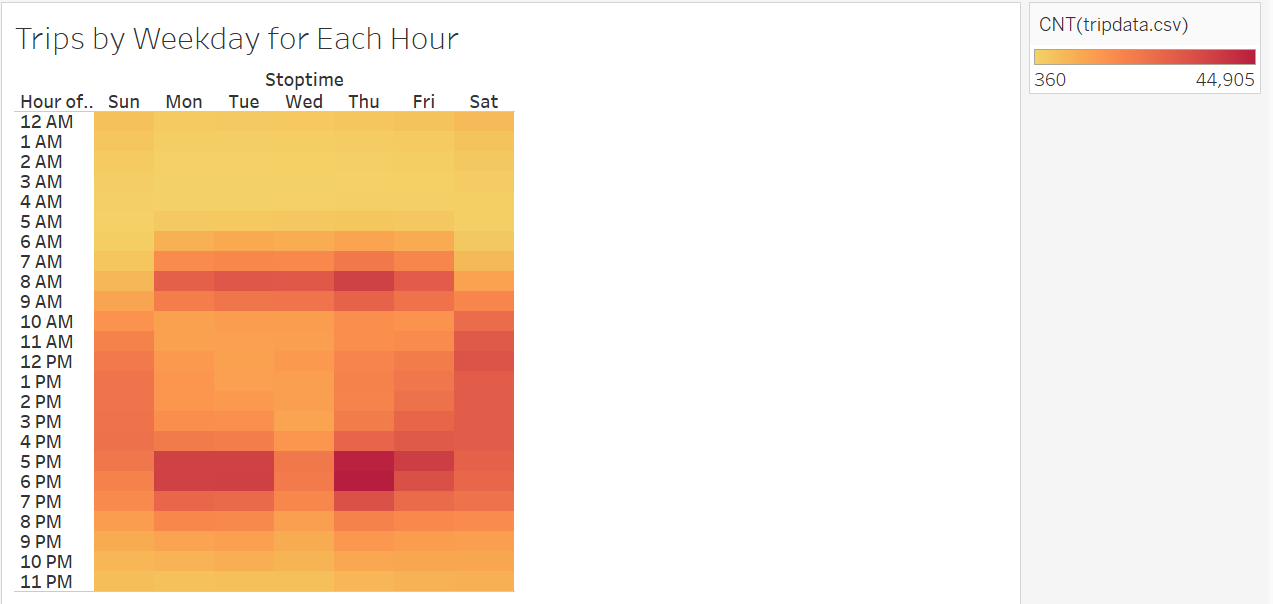 Trips by Weekday for Each Hour
Stoptime
Hour of.. Sun Mon Tue Wed Thu Fri Sat
12 AM
1 AM
2 AM
3 AM
4 AM
5 AM
6 AM
7 AM
8 AM
9 AM
10 AM
11 AM
12 PM
1 PM
2 PM
3 PM
4 PM
5 PM
6 PM
7 PM
8 PM
9 PM
10 PM
11 PM
CNT(tripdata.csv)
360 44,905